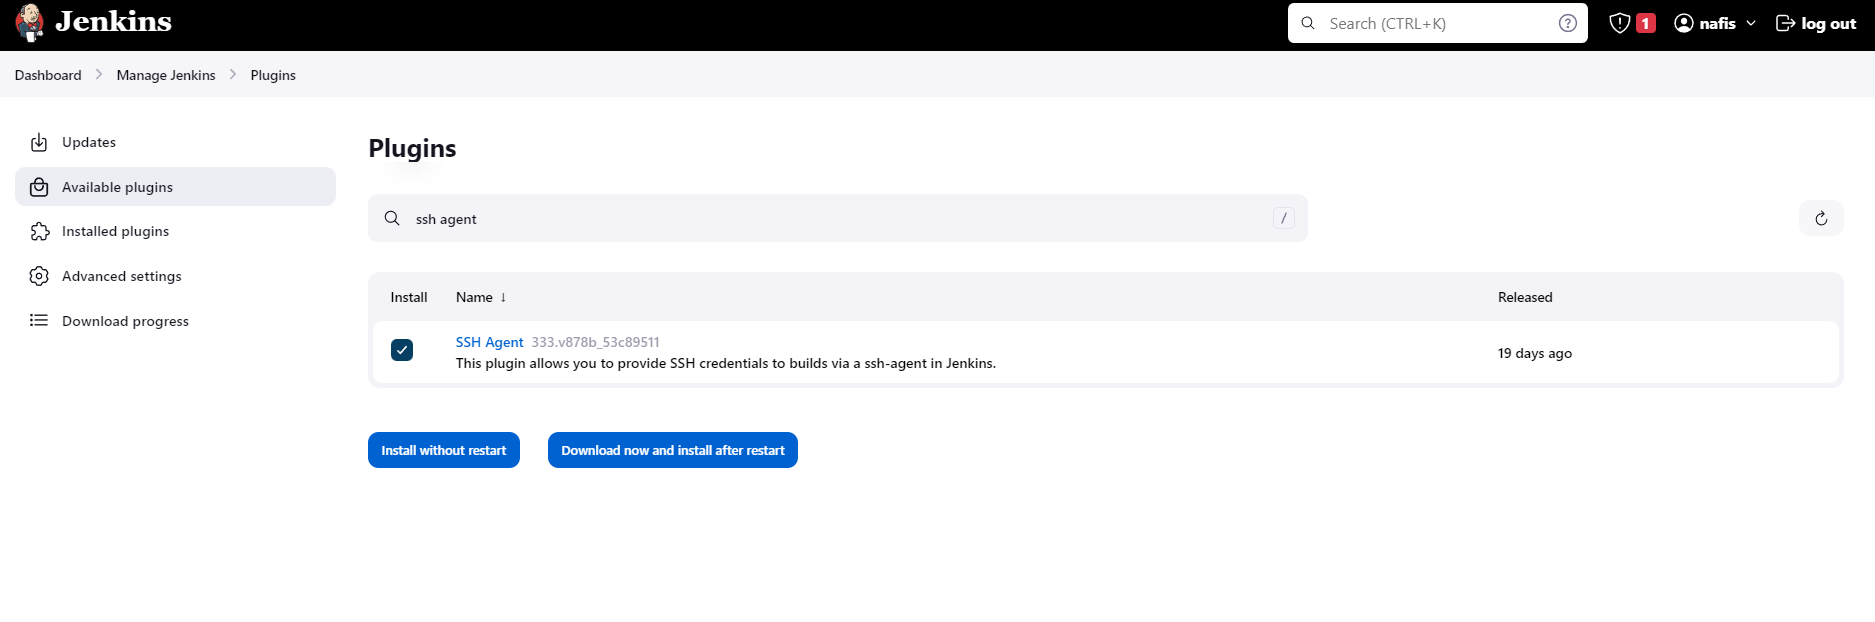 Jenkins
Search (CTRL+K)
1
nafis
log out
Dashboard
Manage Jenkins
Plugins
Updates
Available plugins
Installed plugins
Advanced settings
Download progress
Plugins
ssh agent
/
Install
Name ↓
Released
SSH Agent 333.v878b_53c89511
This plugin allows you to provide SSH credentials to builds via a ssh-agent in Jenkins.
19 days ago
Install without restart
Download now and install after restart